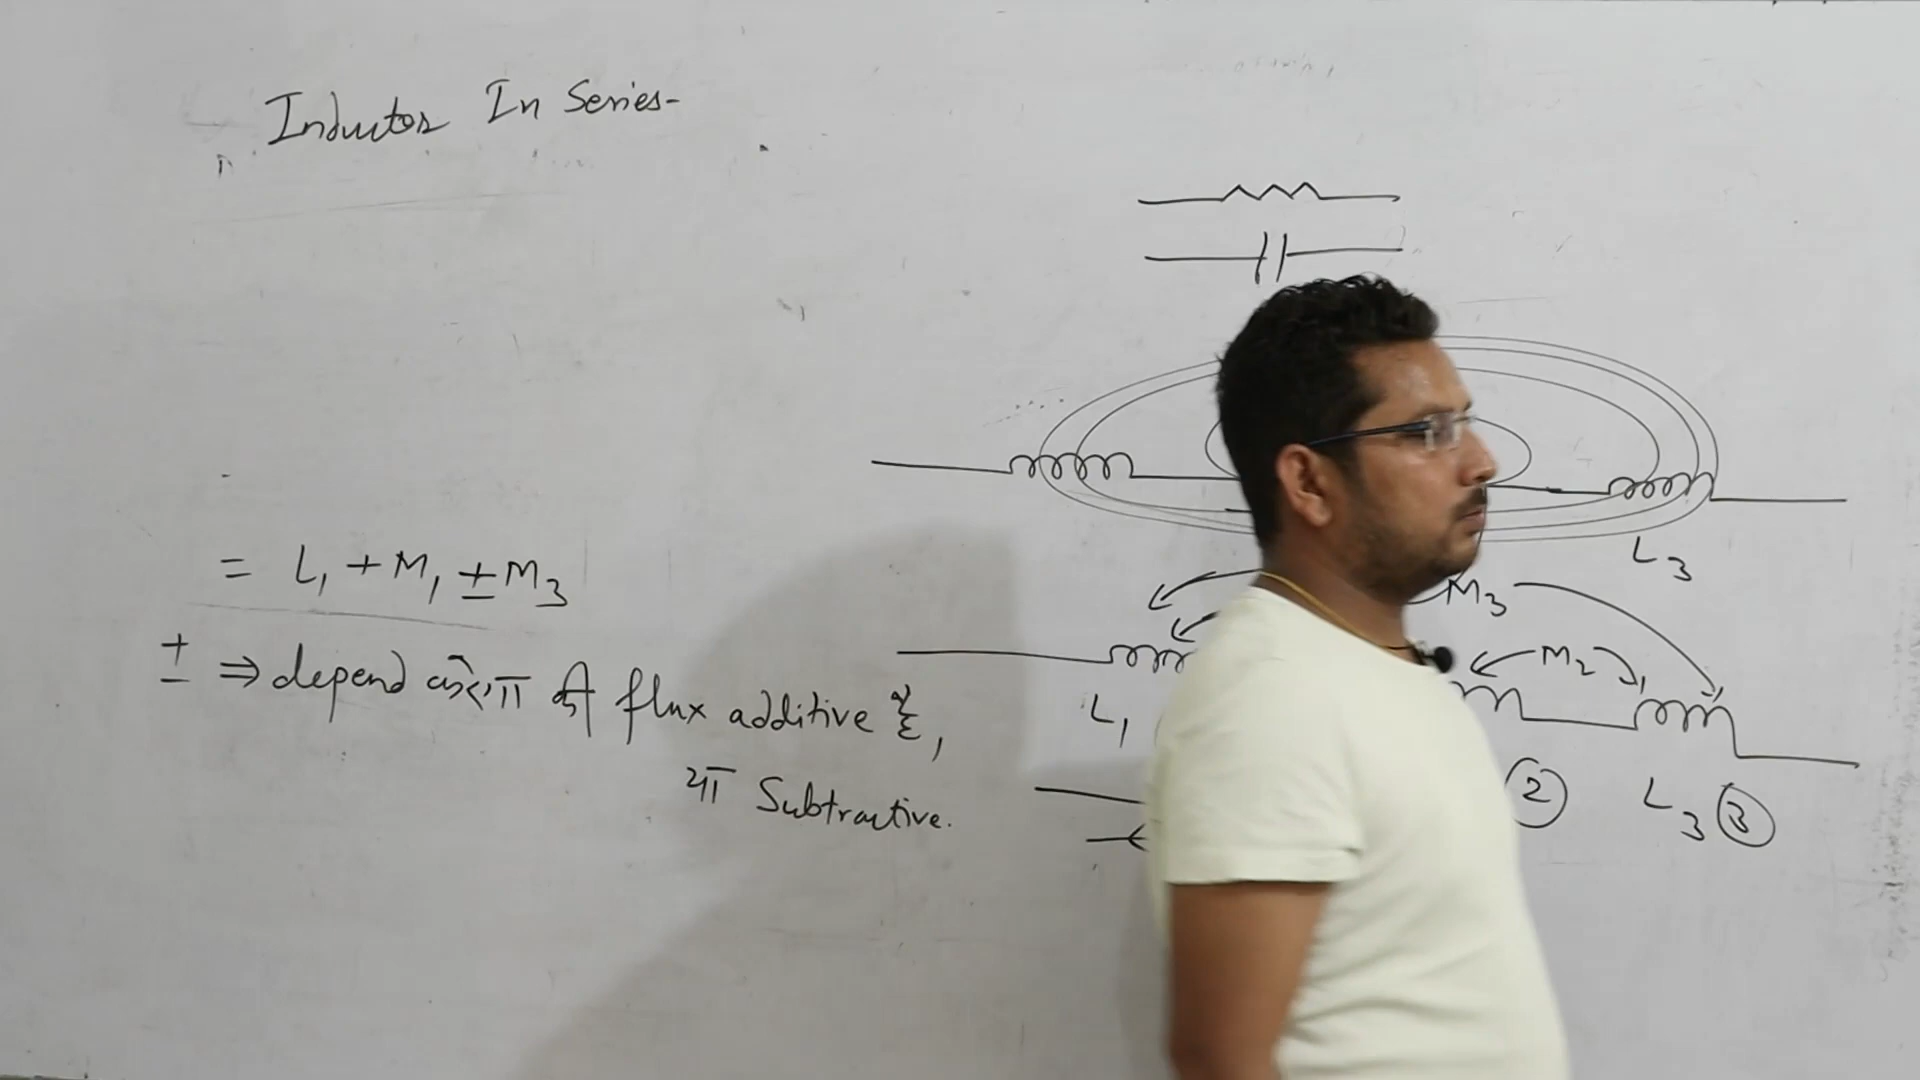 Inductor In Series-
= L₁ + M₁ ± M₃
± ⇒ depend करेगा कि flux additive है,
या Subtractive.
L₃
M₃
M₂
L₁
②
L₃ ③